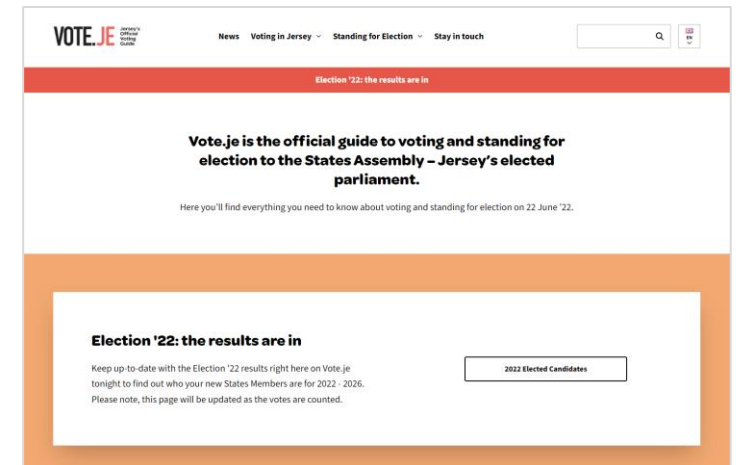 VOTE.JE Jersey's
Official
Voting
Guide
News Voting in Jersey Standing for Election Stay in touch
EN
Election '22: the results are in
Vote.je is the official guide to voting and standing for
election to the States Assembly – Jersey's elected
parliament.
Here you'll find everything you need to know about voting and standing for election on 22 June '22.
Election '22: the results are in
Keep up-to-date with the Election '22 results right here on Vote.je
tonight to find out who your new States Members are for 2022 - 2026.
Please note, this page will be updated as the votes are counted.
2022 Elected Candidates